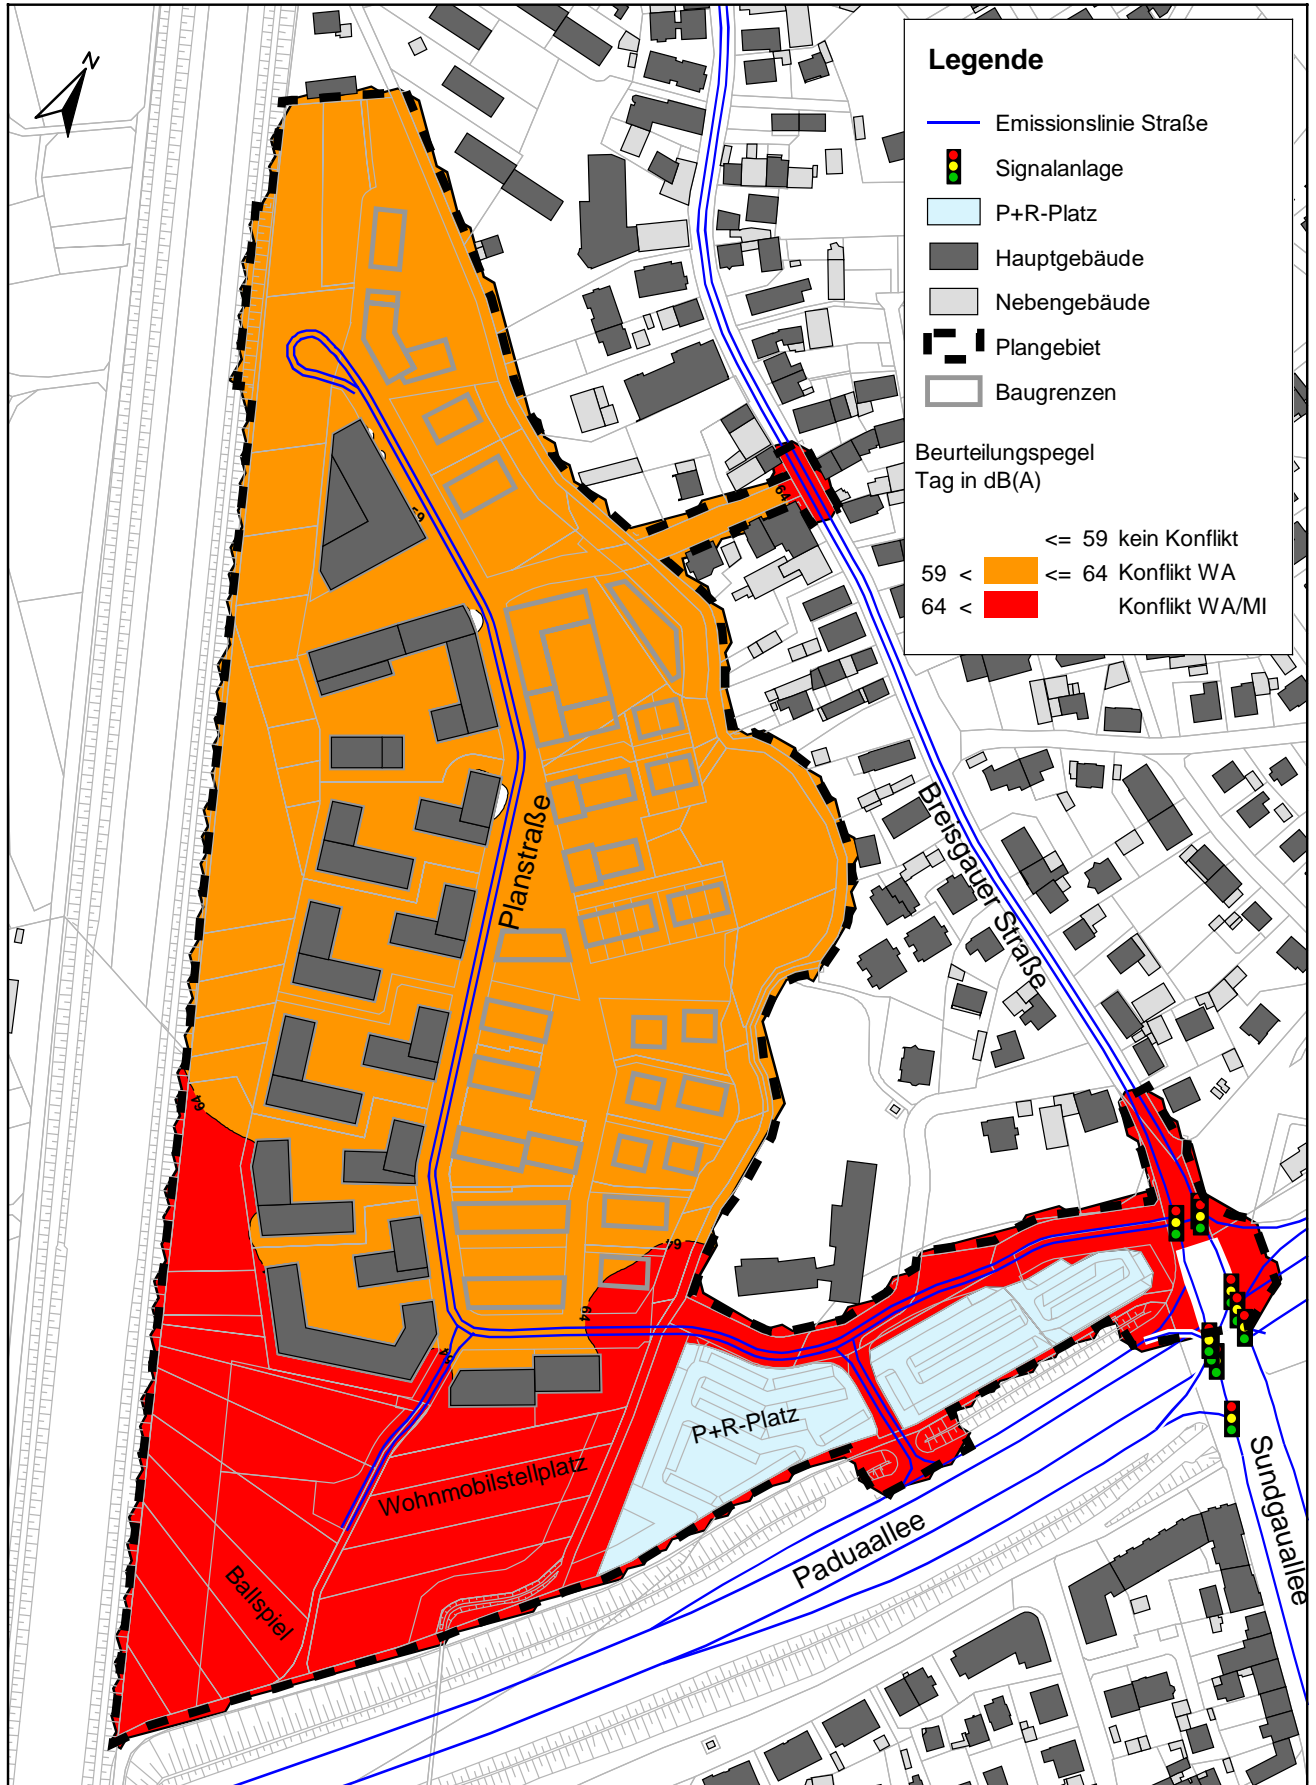 N
Legende
Emissionslinie Straße
Signalanlage
P+R-Platz
Hauptgebäude
Nebengebäude
Plangebiet
Baugrenzen
Beurteilungspegel
Tag in dB(A)
<= 59 kein Konflikt
59 < <= 64 Konflikt WA
64 < Konflikt WA/MI
64
59
Planstraße
Breisgauer Straße
64
64
64
P+R-Platz
Wohnmobilstellplatz
Ballspiel
Paduaallee
Sundgauallee